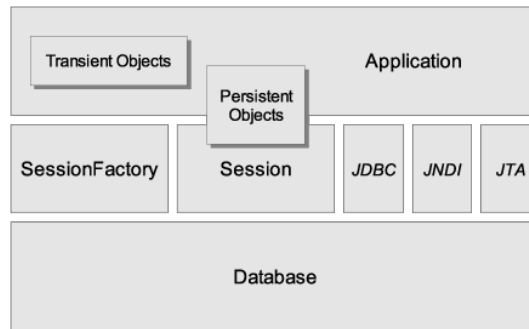 Transient Objects
Application
Persistent
Objects
SessionFactory
Session
JDBC
JNDI
JTA
Database